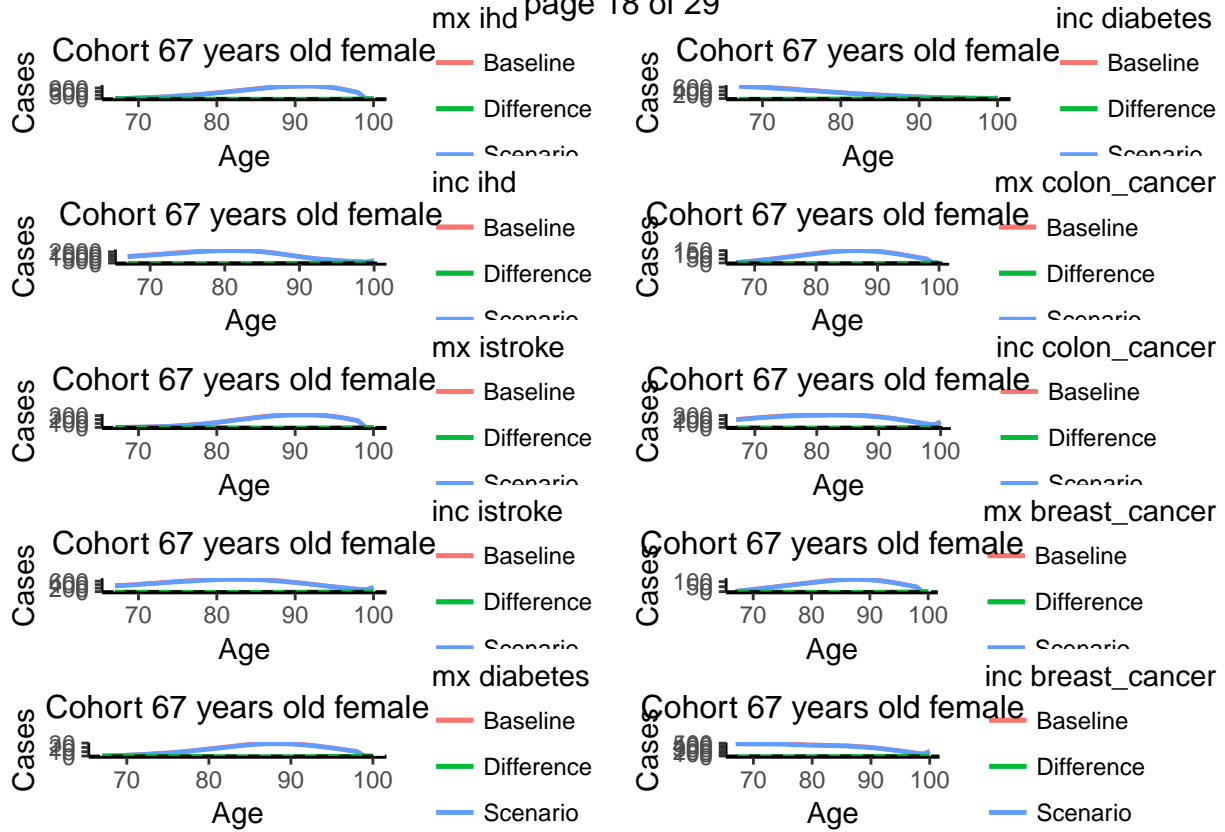 page 18 of 29
mx ihd
Cohort 67 years old female
Baseline
Difference
Scenario
Cases
70 80 90 100
Age
inc diabetes
Cohort 67 years old female
Baseline
Difference
Scenario
Cases
70 80 90 100
Age
inc ihd
Cohort 67 years old female
Baseline
Difference
Scenario
Cases
70 80 90 100
Age
mx colon_cancer
Cohort 67 years old female
Baseline
Difference
Scenario
Cases
70 80 90 100
Age
mx istroke
Cohort 67 years old female
Baseline
Difference
Scenario
Cases
70 80 90 100
Age
inc colon_cancer
Cohort 67 years old female
Baseline
Difference
Scenario
Cases
70 80 90 100
Age
inc istroke
Cohort 67 years old female
Baseline
Difference
Scenario
Cases
70 80 90 100
Age
mx breast_cancer
Cohort 67 years old female
Baseline
Difference
Scenario
Cases
70 80 90 100
Age
mx diabetes
Cohort 67 years old female
Baseline
Difference
Scenario
Cases
70 80 90 100
Age
inc breast_cancer
Cohort 67 years old female
Baseline
Difference
Scenario
Cases
70 80 90 100
Age